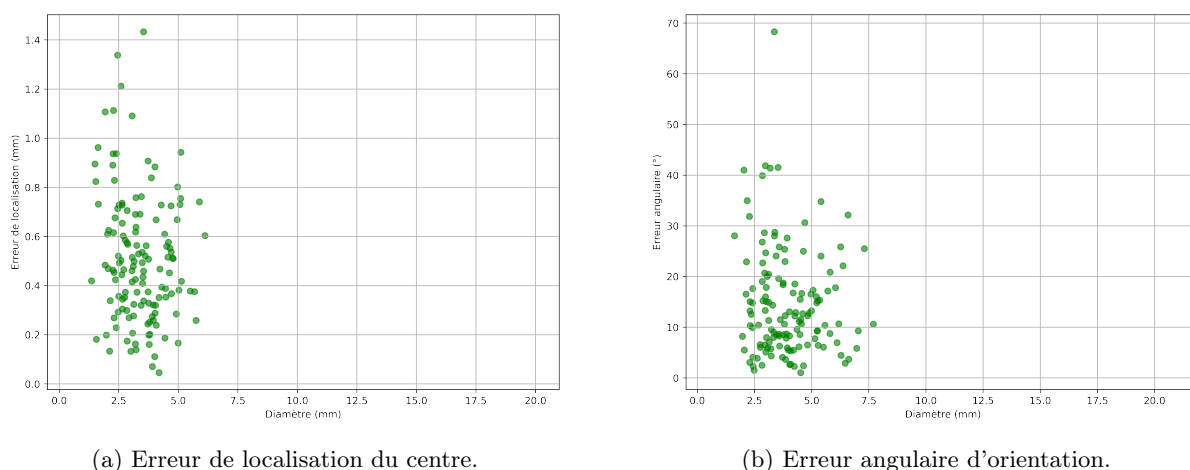 1.4
1.2
1.0
0.8
0.6
0.4
0.2
0.0
Erreur de localisation (mm)
0.0 2.5 5.0 7.5 10.0 12.5 15.0 17.5 20.0
Diamètre (mm)
(a) Erreur de localisation du centre.
70
60
50
40
30
20
10
0
Erreur angulaire (°)
0.0 2.5 5.0 7.5 10.0 12.5 15.0 17.5 20.0
Diamètre (mm)
(b) Erreur angulaire d'orientation.